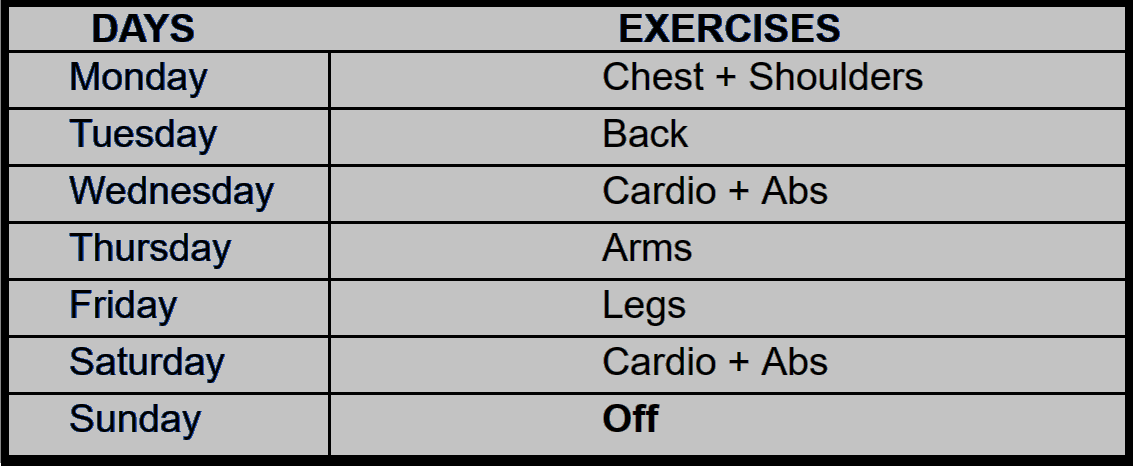 DAYS EXERCISES
Monday Chest + Shoulders
Tuesday Back
Wednesday Cardio + Abs
Thursday Arms
Friday Legs
Saturday Cardio + Abs
Sunday Off